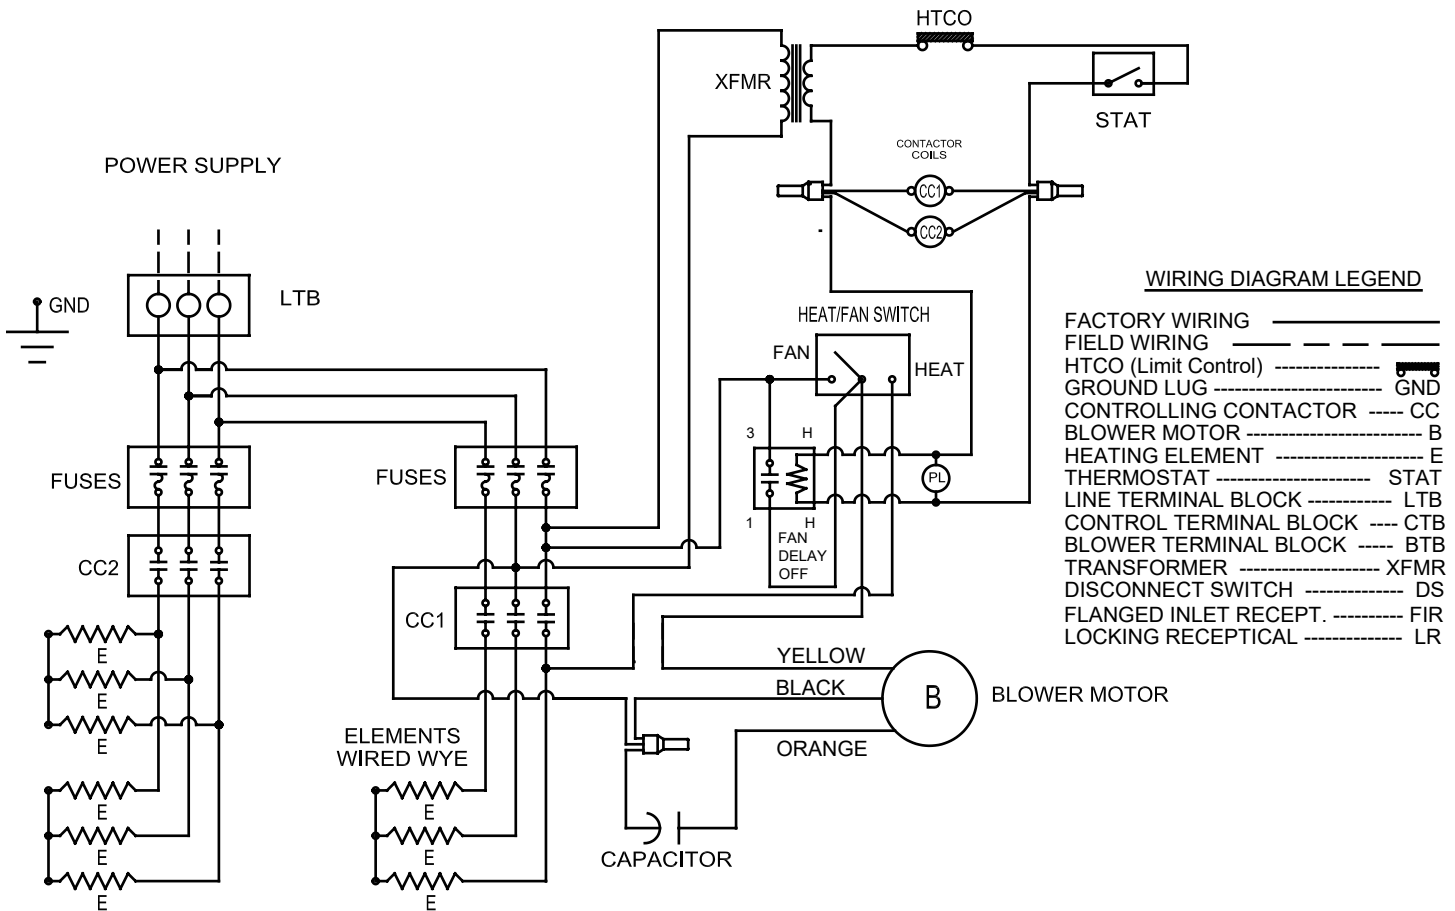 HTCO
XFMR
STAT
CONTACTOR
COILS
POWER SUPPLY
CC1
CC2
GND
LTB
HEAT/FAN SWITCH
FAN
HEAT
FUSES
FUSES
3
H
PL
1
H
FAN
DELAY
OFF
CC2
CC1
E
E
E
E
E
E
ELEMENTS
WIRED WYE
E
E
E
YELLOW
BLACK
ORANGE
B
BLOWER MOTOR
CAPACITOR
WIRING DIAGRAM LEGEND
FACTORY WIRING
FIELD WIRING
HTCO (Limit Control) ----------------
GROUND LUG ------------------------- GND
CONTROLLING CONTACTOR ----- CC
BLOWER MOTOR -------------------------- B
HEATING ELEMENT ---------------------- E
THERMOSTAT ----------------------- STAT
LINE TERMINAL BLOCK ------------ LTB
CONTROL TERMINAL BLOCK ---- CTB
BLOWER TERMINAL BLOCK ----- BTB
TRANSFORMER --------------------- XFMR
DISCONNECT SWITCH -------------- DS
FLANGED INLET RECEPT. ---------- FIR
LOCKING RECEPTICAL -------------- LR